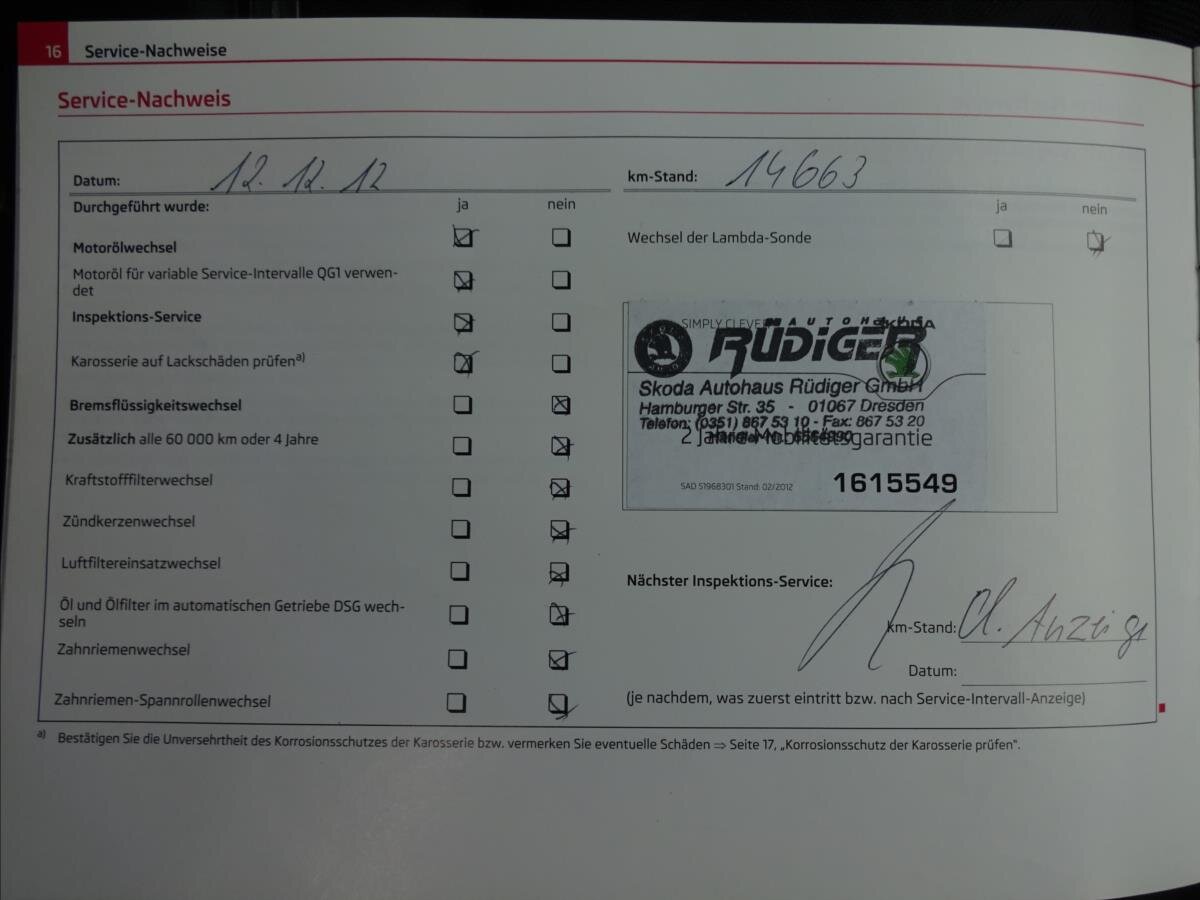 16 Service-Nachweise
Service-Nachweis
Datum: 12.12.12
km-Stand: 14663
Durchgeführt wurde: ja nein
Motorölwechsel
Motoröl für variable Service-Intervalle QG1 verwen-
det
Inspektions-Service
Karosserie auf Lackschäden prüfen a)
Bremsflüssigkeitswechsel
Zusätzlich alle 60 000 km oder 4 Jahre
Kraftstofffilterwechsel
Zündkerzenwechsel
Luftfiltereinsatzwechsel
Öl und Ölfilter im automatischen Getriebe DSG wech-
seln
Zahnriemenwechsel
Zahnriemen-Spannrollenwechsel
ja nein
Wechsel der Lambda-Sonde
SIMPLY CLEVER
AUTOHAUS
SKODA
RÜDiGER
Skoda Autohaus Rüdiger GmbH
Hamburger Str. 35 - 01067 Dresden
Telefon: (0351) 867 53 10 - Fax: 867 53 20
2 Jahre Mobilitätsgarantie
SAD 51968301 Stand: 02/2012
1615549
Nächster Inspektions-Service:
km-Stand: lt. Anzeige
Datum:
(je nachdem, was zuerst eintritt bzw. nach Service-Intervall-Anzeige)
a) Bestätigen Sie die Unversehrtheit des Korrosionsschutzes der Karosserie bzw. vermerken Sie eventuelle Schäden ⇒ Seite 17, „Korrosionsschutz der Karosserie prüfen“.